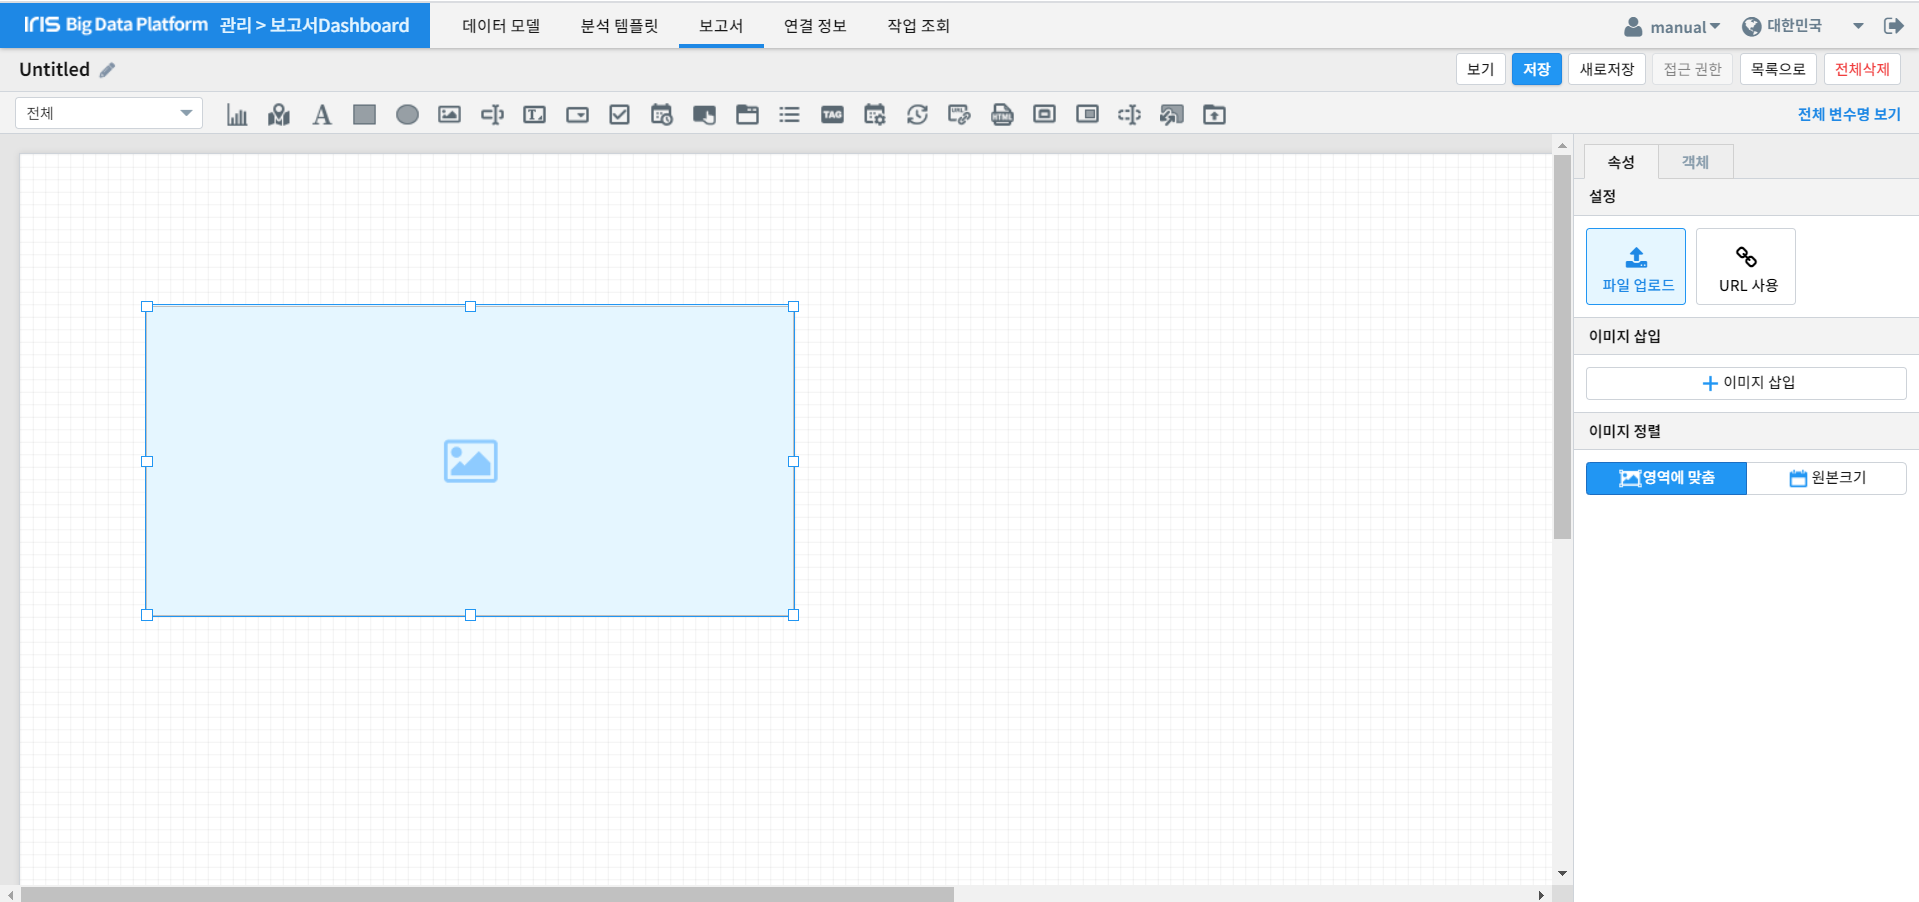 IRIS Big Data Platform 관리 > 보고서Dashboard 데이터 모델 분석 템플릿 보고서 연결 정보 작업 조회 manual 대한민국
Untitled 보기 저장 새로저장 접근 권한 목록으로 전체삭제
전체 A T TAG URL HTML 전체 변수명 보기
속성 객체
설정
파일 업로드 URL 사용
이미지 삽입
이미지 삽입
이미지 정렬
영역에 맞춤 원본크기